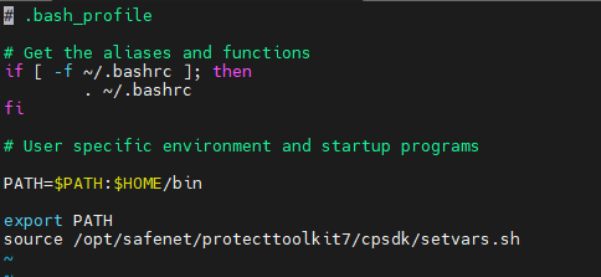 # .bash_profile
# Get the aliases and functions
if [ -f ~/.bashrc ]; then
. ~/.bashrc
fi
# User specific environment and startup programs
PATH=$PATH:$HOME/bin
export PATH
source /opt/safenet/protecttoolkit7/cpsdk/setvars.sh
~
~